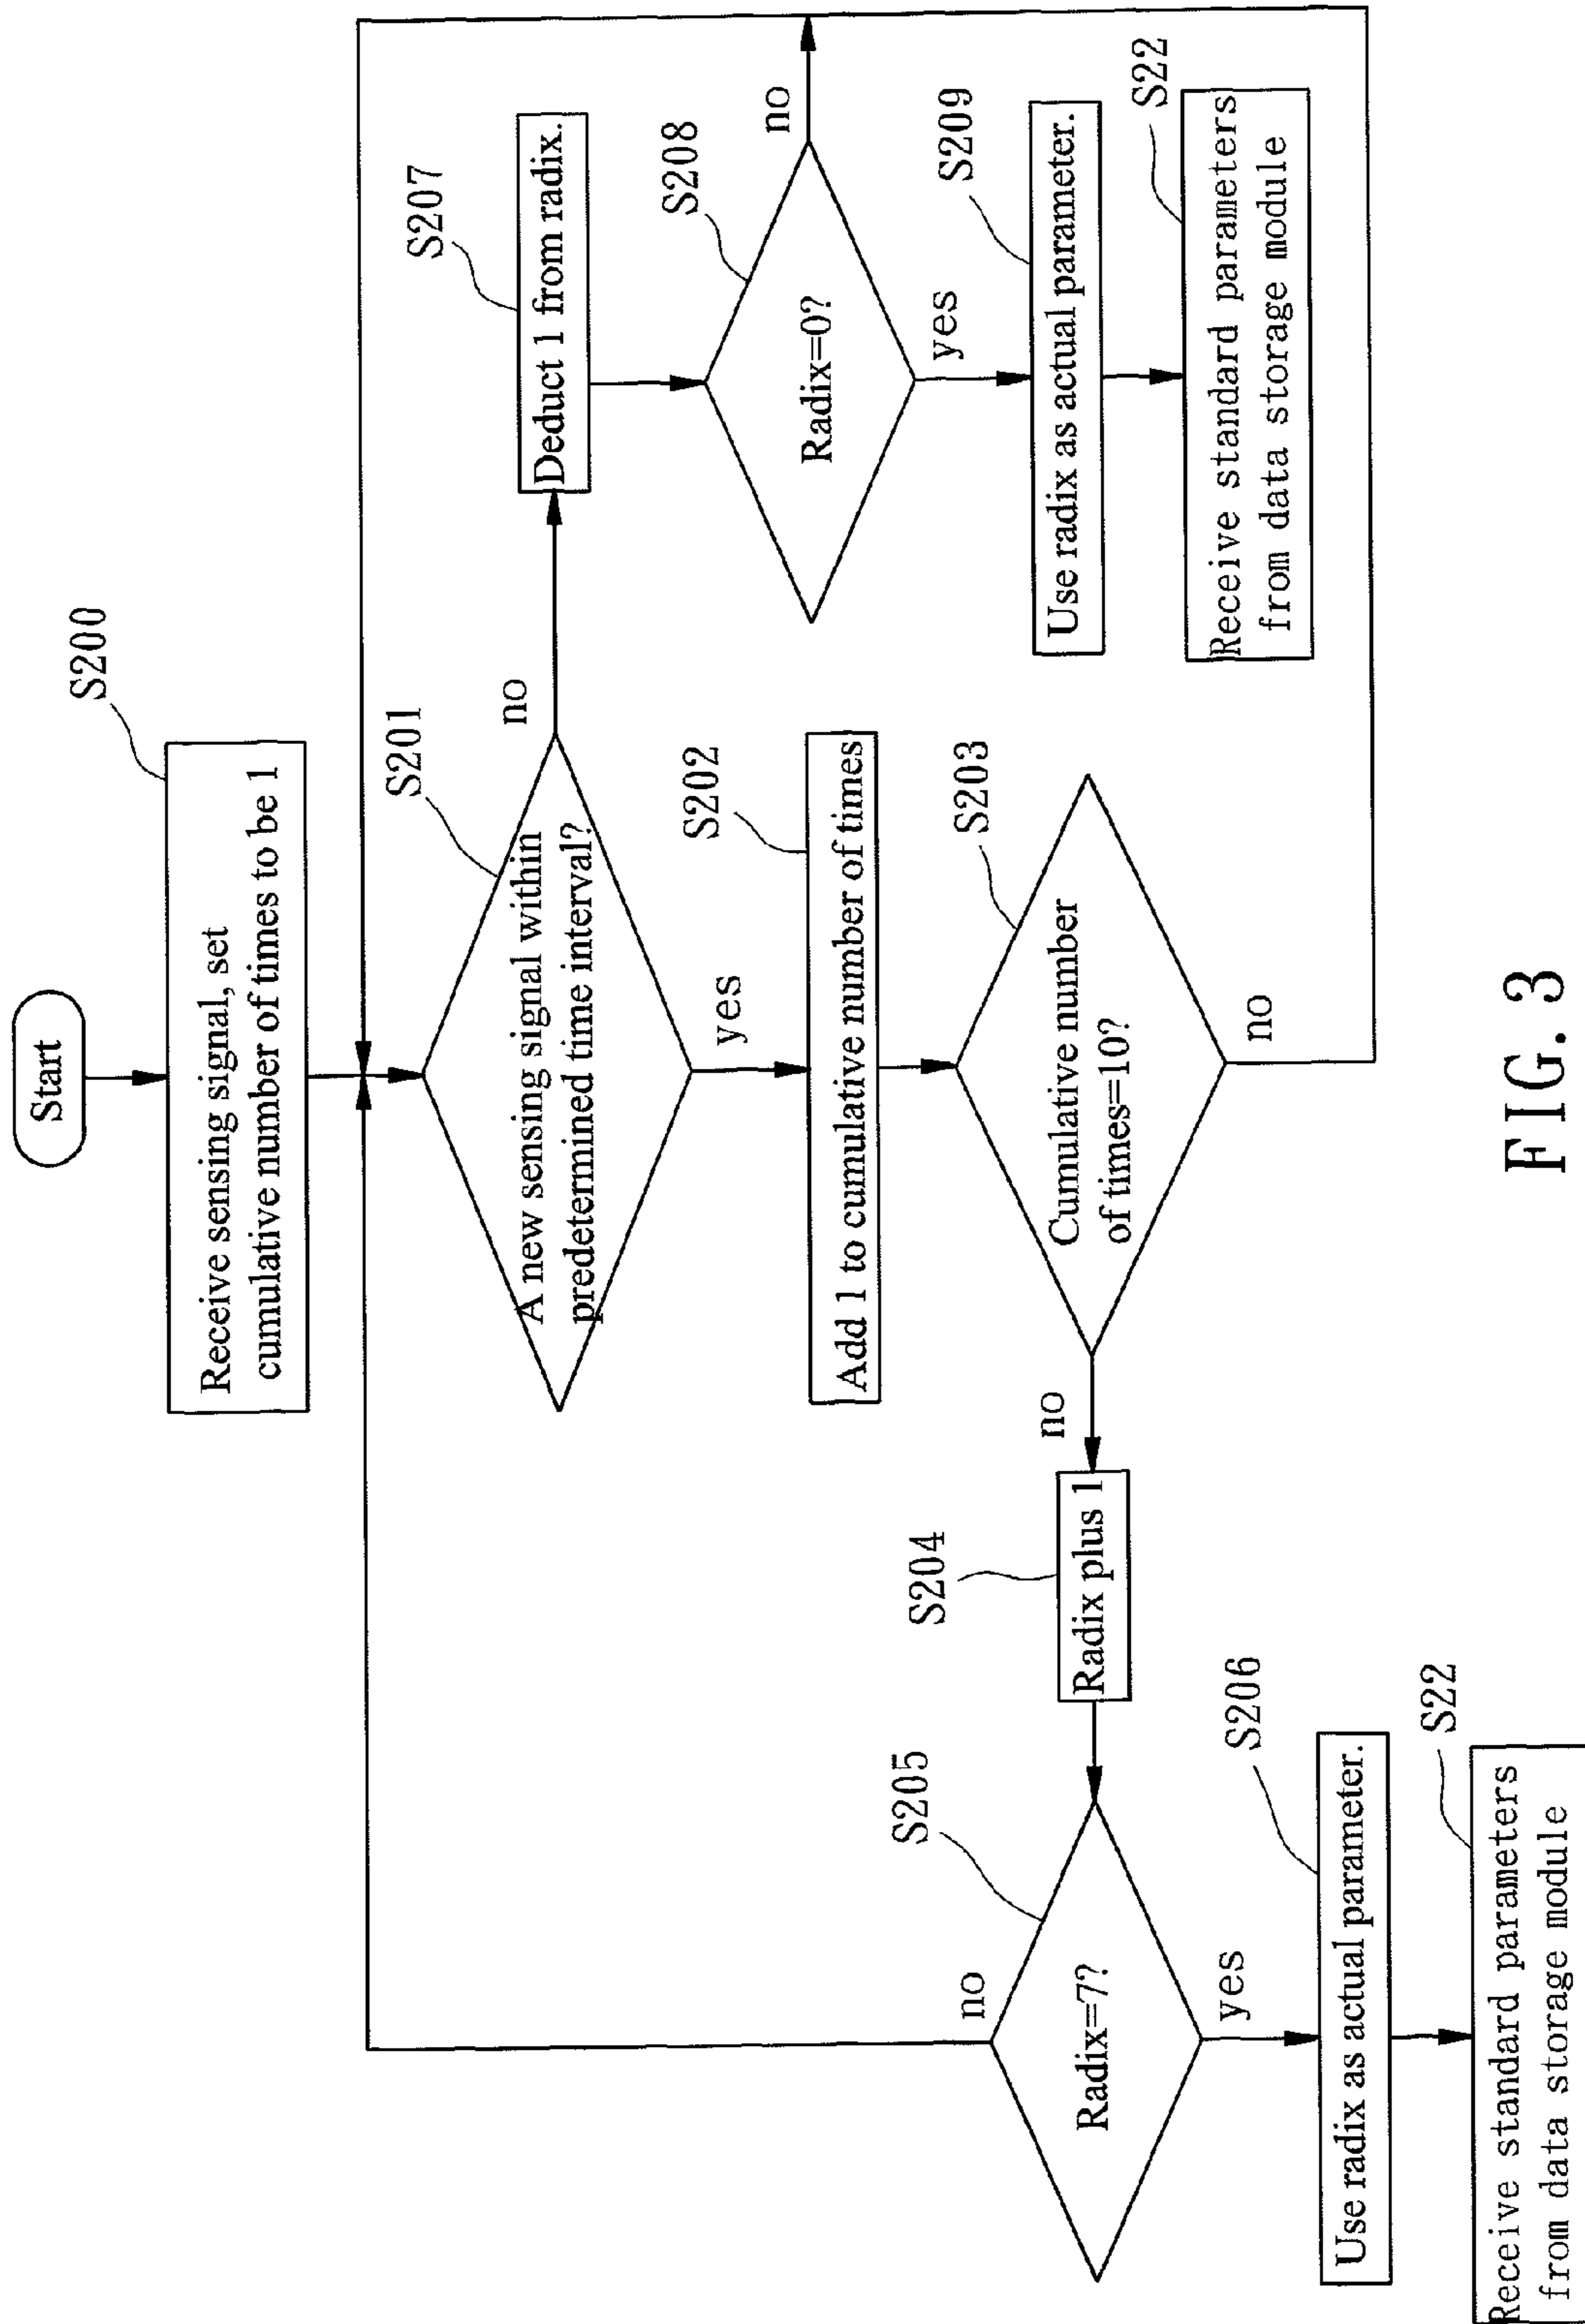 Start
S200
Receive sensing signal, set
cumulative number of times to be 1
S201
A new sensing signal within
predetermined time interval?
no
yes
S207
Deduct 1 from radix.
S208
Radix=0?
no
yes
S209
Use radix as actual parameter.
S22
Receive standard parameters
from data storage module
S202
Add 1 to cumulative number of times
S203
Cumulative number
of times=10?
no
no
S204
Radix plus 1
S205
Radix=7?
no
yes
S206
Use radix as actual parameter.
S22
Receive standard parameters
from data storage module
FIG. 3